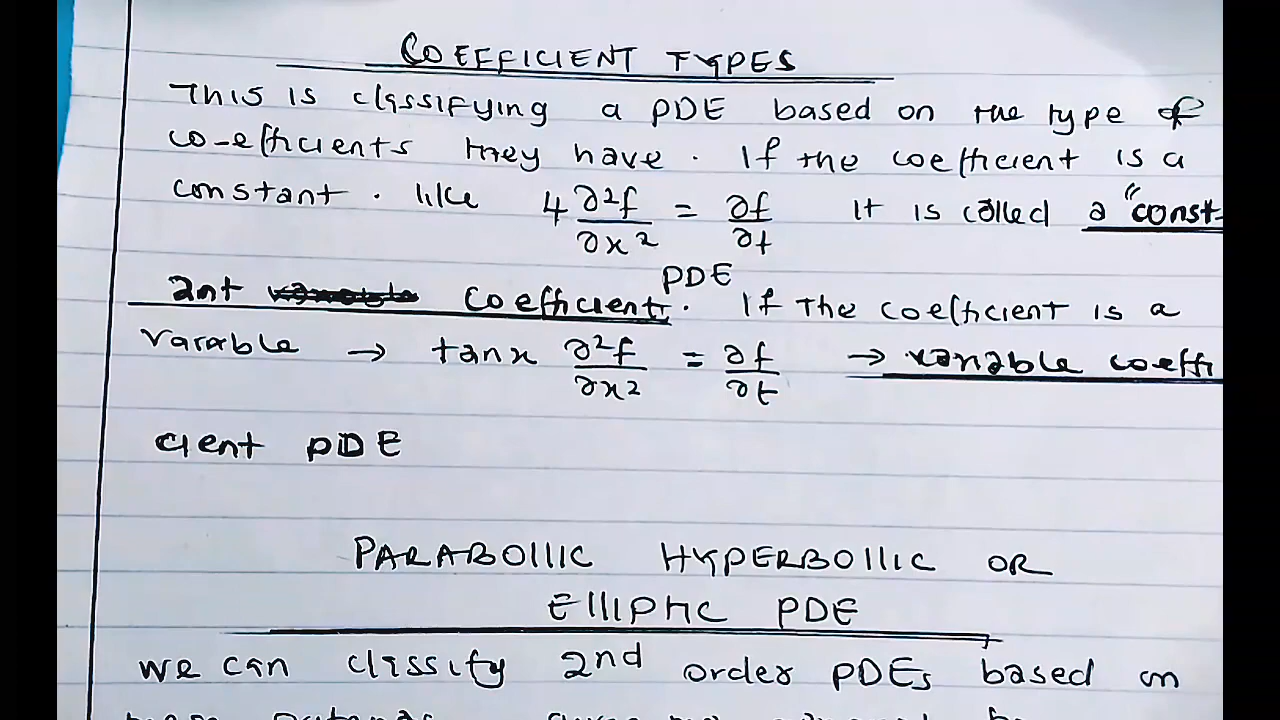 COEFFICIENT TYPES
This is classifying a PDE based on the type of
co-efficients they have. If the coefficient is a
constant. like 4 ∂²f/∂x² = ∂f/∂t It is called a "const-
ant coefficient PDE. If the coefficient is a
varable → tanx ∂²f/∂x² = ∂f/∂t → variable coeffi
cient PDE
PARABOLLIC HYPERBOLLIC OR
ELLIPTIC PDE
we can classify 2nd order PDEs based on